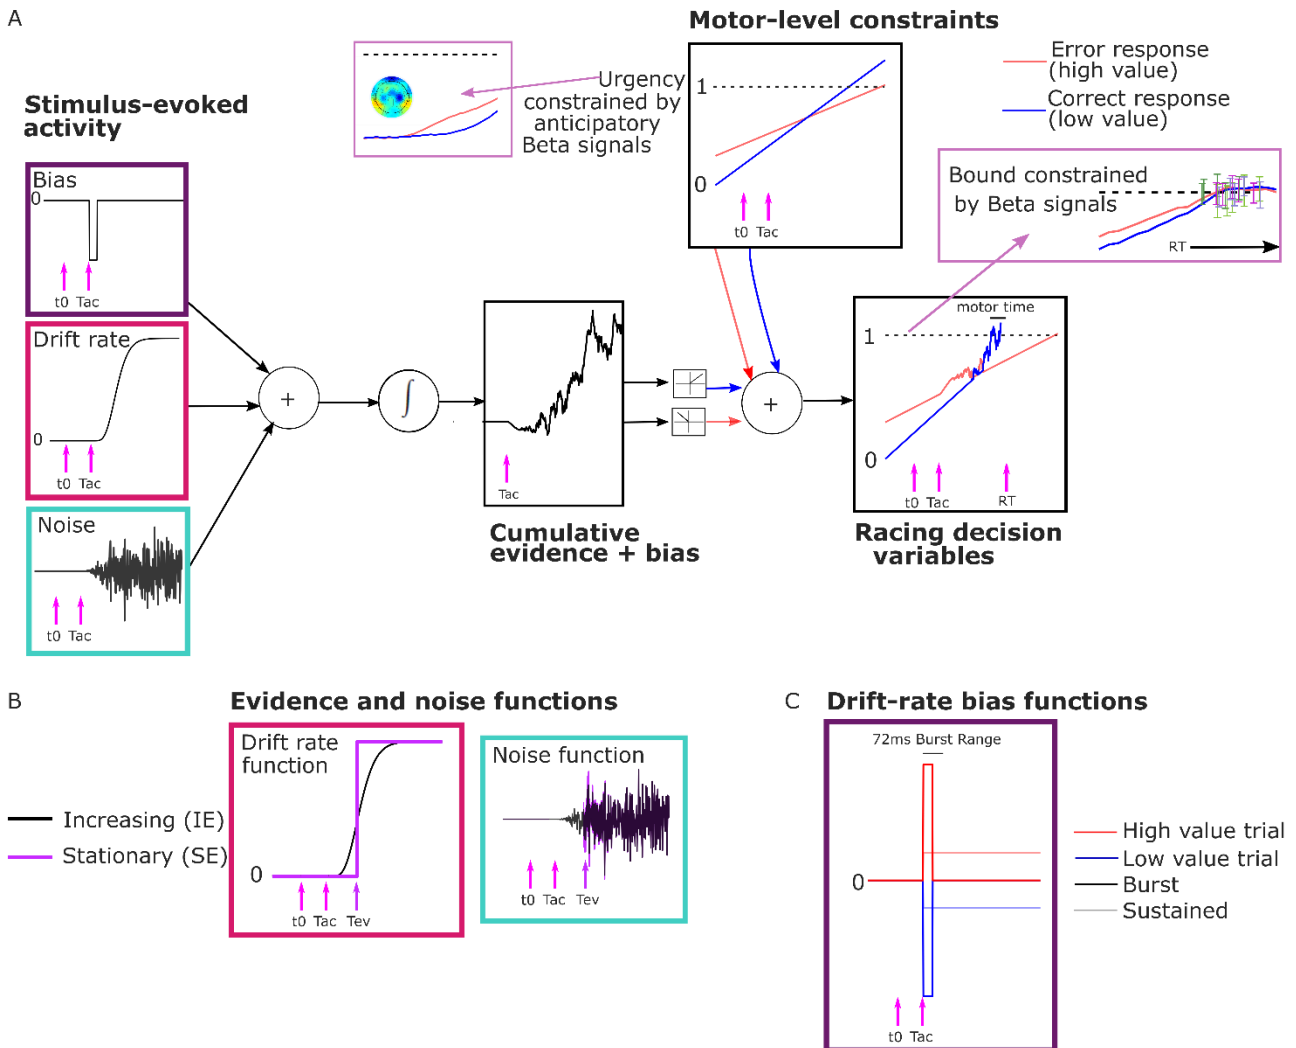 A
Motor-level constraints
Error response
(high value)
Correct response
(low value)
Urgency
constrained by
anticipatory
Beta signals
1
0
t0 Tac
Stimulus-evoked
activity
Bias
0
t0 Tac
Bound constrained
by Beta signals
RT
Drift rate
0
t0 Tac
Noise
t0 Tac
+
∫
Tac
Cumulative
evidence + bias
+
motor time
1
0
t0 Tac
RT
Racing decision
variables
B
Evidence and noise functions
Increasing (IE)
Stationary (SE)
Drift rate
function
0
t0 Tac Tev
Noise function
t0 Tac Tev
C
Drift-rate bias functions
72ms Burst Range
0
t0 Tac
High value trial
Low value trial
Burst
Sustained